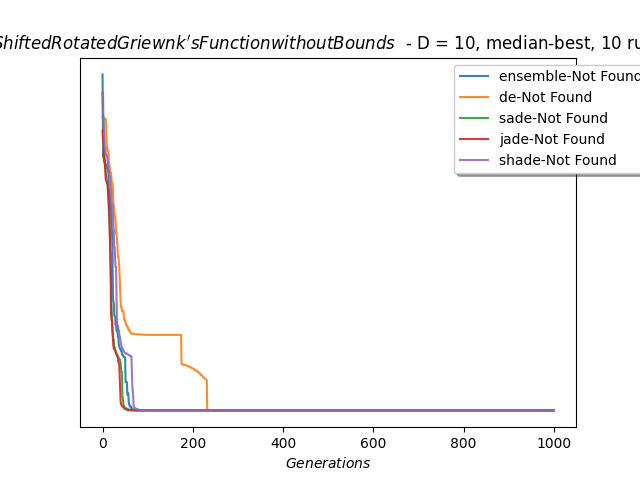 ShiftedRotatedGriewnk'sFunctionwithoutBounds - D = 10, median-best, 10 ru
ensemble-Not Found
de-Not Found
sade-Not Found
jade-Not Found
shade-Not Found
0 200 400 600 800 1000
Generations